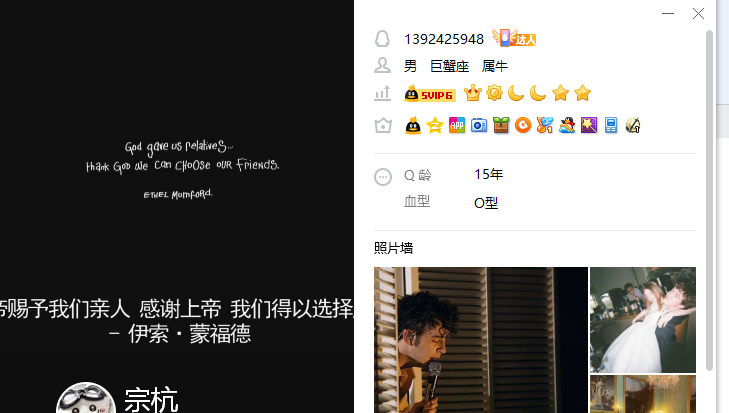 God gave us relatives...
thank God we can choose our friends.
ETHEL Mumford.
帝赐予我们亲人 感谢上帝 我们得以选择
– 伊索·蒙福德
宗杭
1392425948 达人
男 巨蟹座 属牛
SVIP6
APP
Q 龄 15年
血型 O型
照片墙